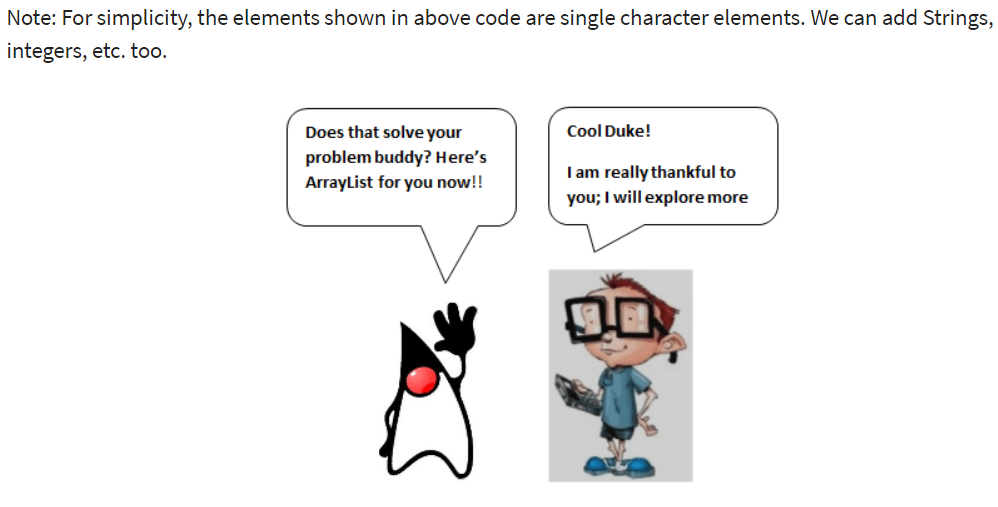 Note: For simplicity, the elements shown in above code are single character elements. We can add Strings,
integers, etc. too.
Does that solve your
problem buddy? Here's
ArrayList for you now!!
Cool Duke!
I am really thankful to
you; I will explore more